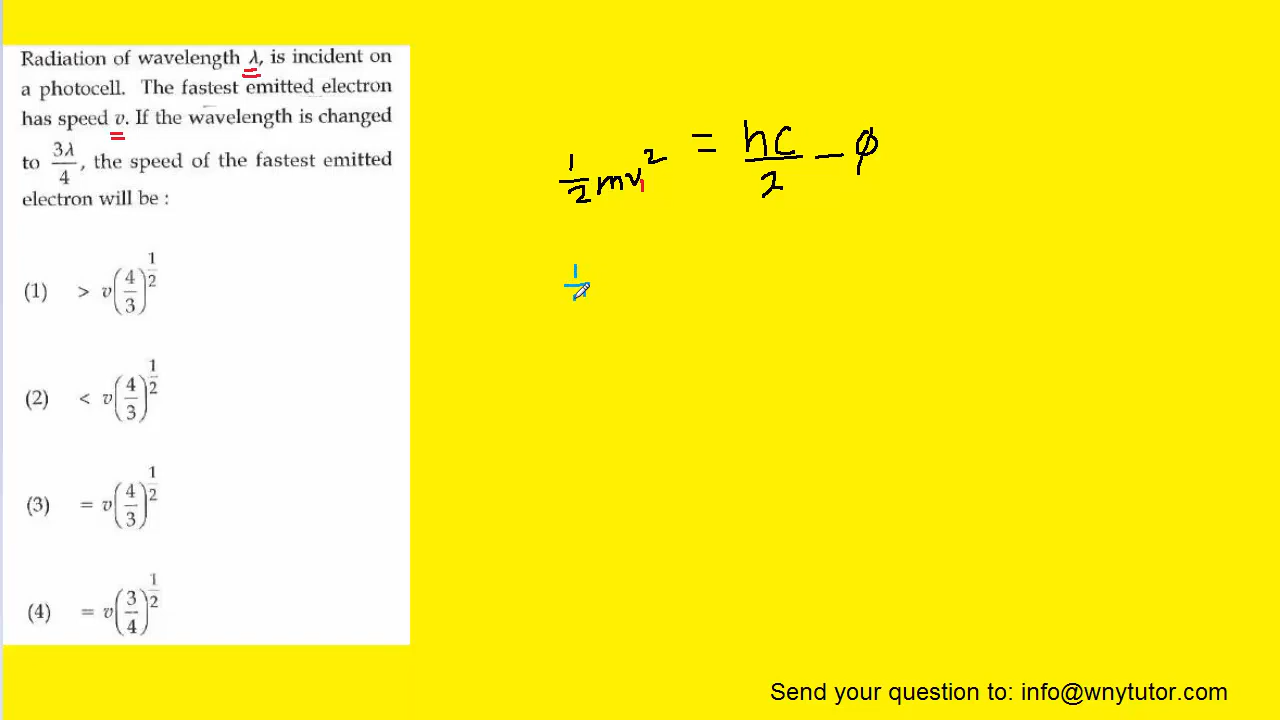 Radiation of wavelength λ, is incident on
a photocell. The fastest emitted electron
has speed v. If the wavelength is changed
to 3λ/4, the speed of the fastest emitted
electron will be :
(1) > v(4/3)^1/2
(2) < v(4/3)^1/2
(3) = v(4/3)^1/2
(4) = v(3/4)^1/2
1/2 mv₁² = hc/2 − ϕ
1
Send your question to: info@wnytutor.com